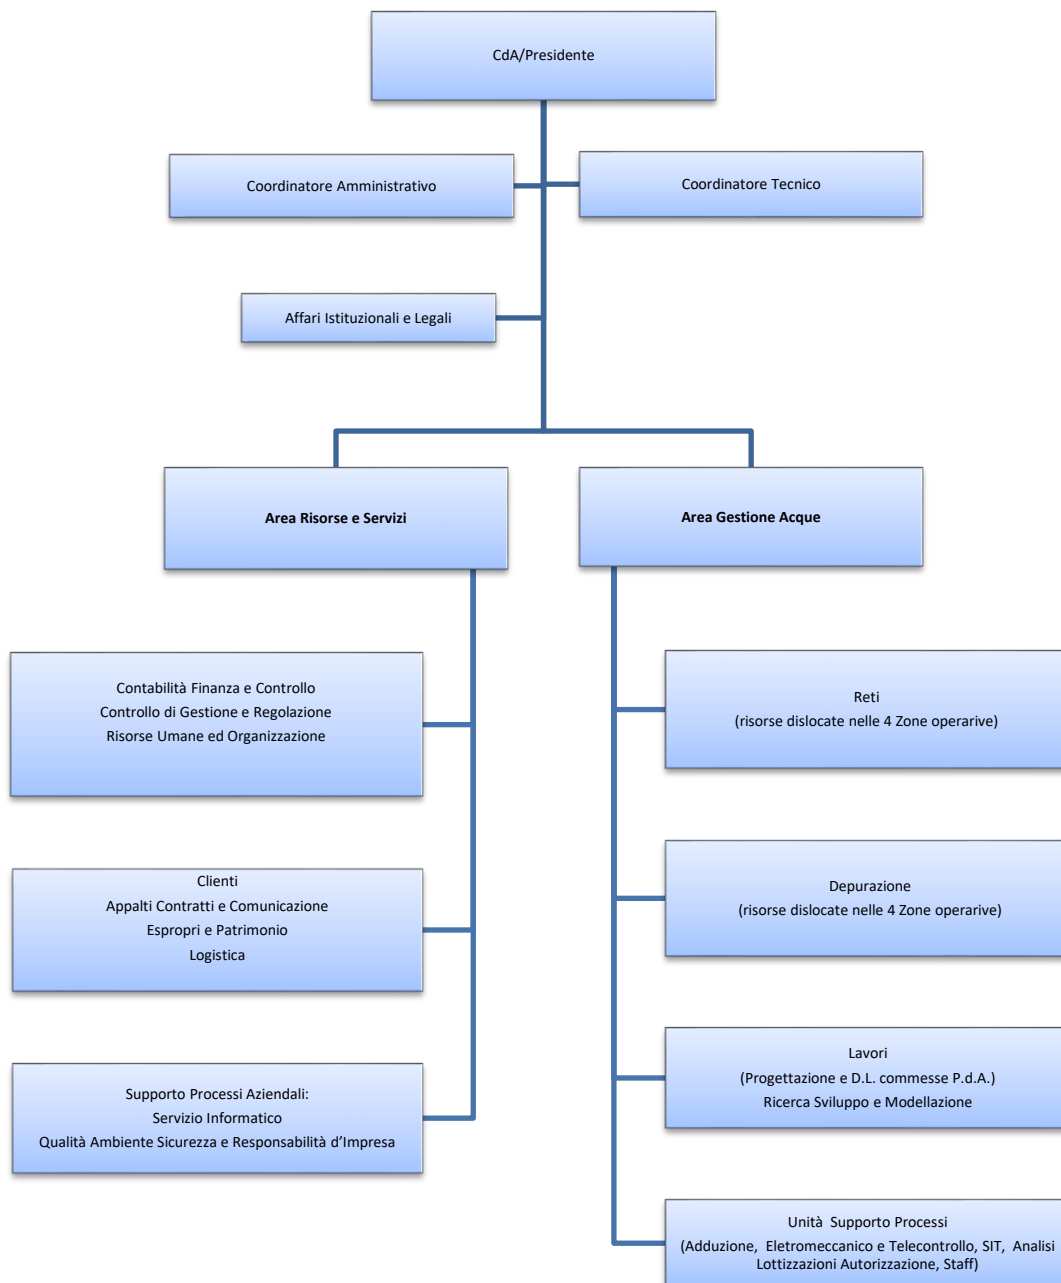 CdA/Presidente
Coordinatore Amministrativo
Coordinatore Tecnico
Affari Istituzionali e Legali
Area Risorse e Servizi
Area Gestione Acque
Contabilità Finanza e Controllo
Controllo di Gestione e Regolazione
Risorse Umane ed Organizzazione
Clienti
Appalti Contratti e Comunicazione
Espropri e Patrimonio
Logistica
Supporto Processi Aziendali:
Servizio Informatico
Qualità Ambiente Sicurezza e Responsabilità d’Impresa
Reti
(risorse dislocate nelle 4 Zone operarive)
Depurazione
(risorse dislocate nelle 4 Zone operarive)
Lavori
(Progettazione e D.L. commesse P.d.A.)
Ricerca Sviluppo e Modellazione
Unità Supporto Processi
(Adduzione, Eletromeccanico e Telecontrollo, SIT, Analisi
Lottizzazioni Autorizzazione, Staff)